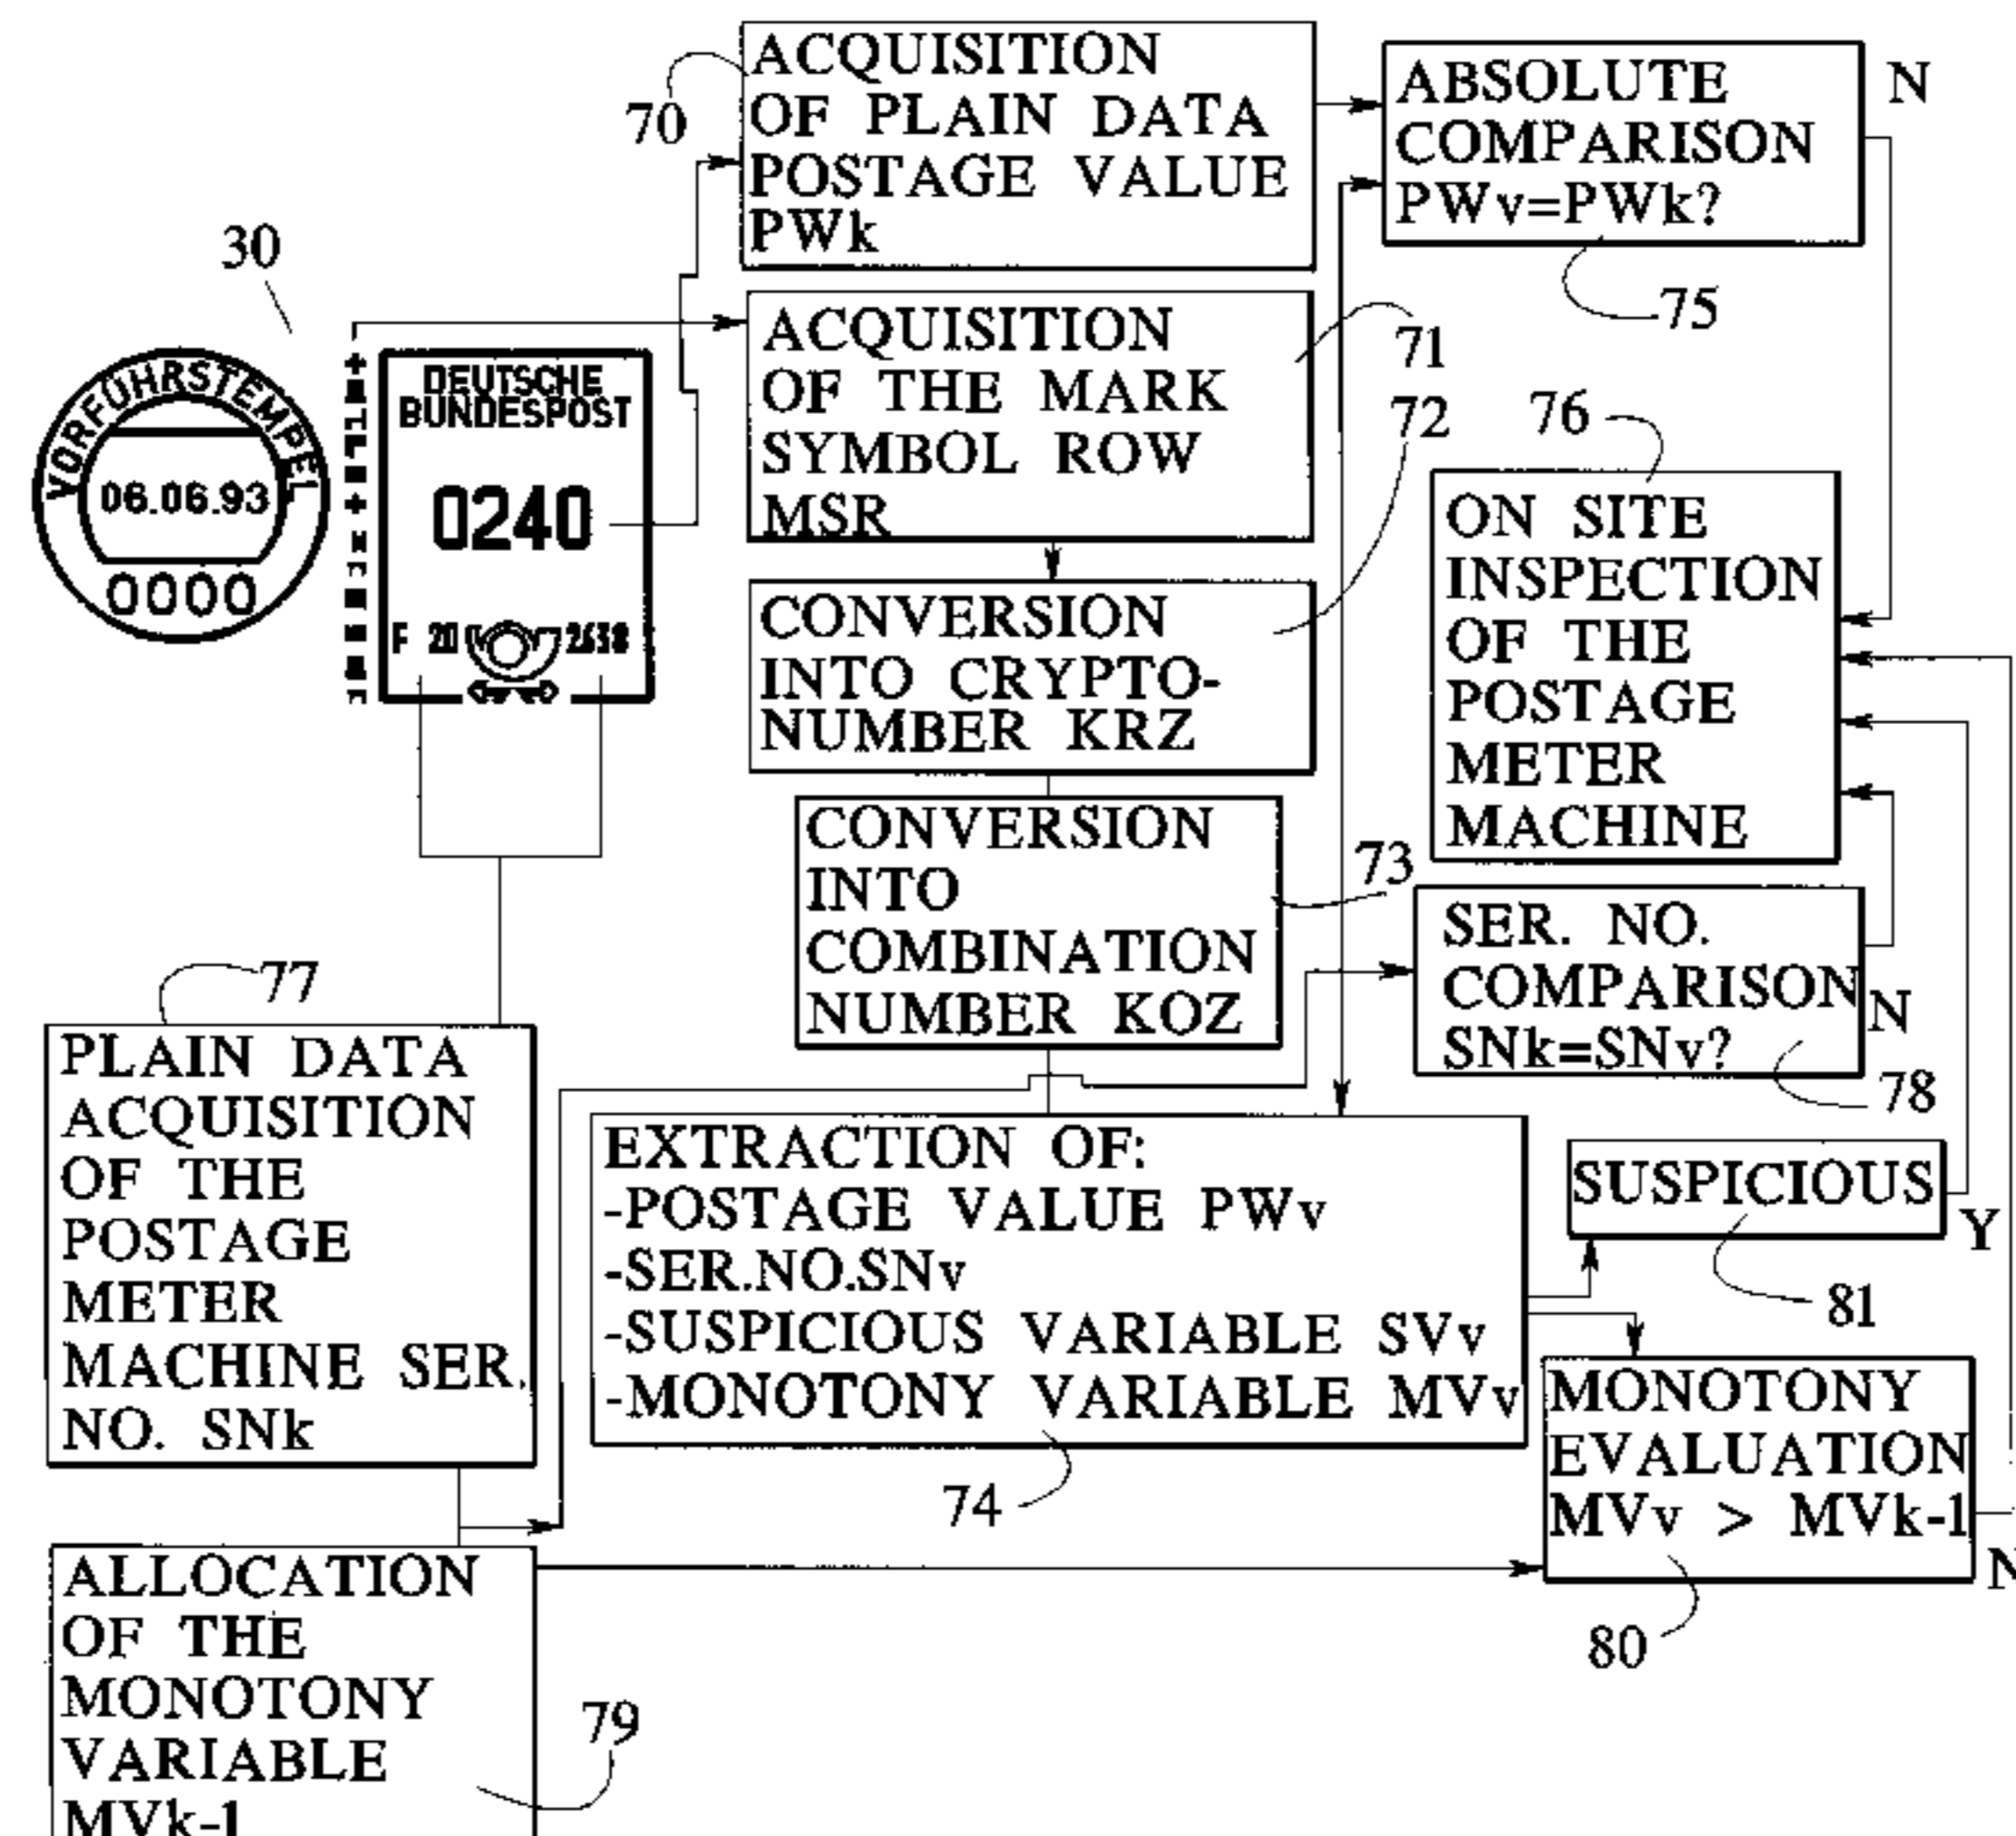 70
ACQUISITION
OF PLAIN DATA
POSTAGE VALUE
PWk
ABSOLUTE
COMPARISON
PWv=PWk?
N
75
30
VORFÜHRSTEMPEL
06.06.93
0000
DEUTSCHE
BUNDESPOST
0240
F 20 2638
ACQUISITION
OF THE MARK
SYMBOL ROW
MSR
71
72
CONVERSION
INTO CRYPTO-
NUMBER KRZ
76
ON SITE
INSPECTION
OF THE
POSTAGE
METER
MACHINE
CONVERSION
INTO
COMBINATION
NUMBER KOZ
73
SER. NO.
COMPARISON
SNk=SNv?
N
78
77
PLAIN DATA
ACQUISITION
OF THE
POSTAGE
METER
MACHINE SER.
NO. SNk
EXTRACTION OF:
-POSTAGE VALUE PWv
-SER.NO.SNv
-SUSPICIOUS VARIABLE SVv
-MONOTONY VARIABLE MVv
74
SUSPICIOUS
Y
81
MONOTONY
EVALUATION
MVv > MVk-1
N
80
ALLOCATION
OF THE
MONOTONY
VARIABLE
MVk-1
79